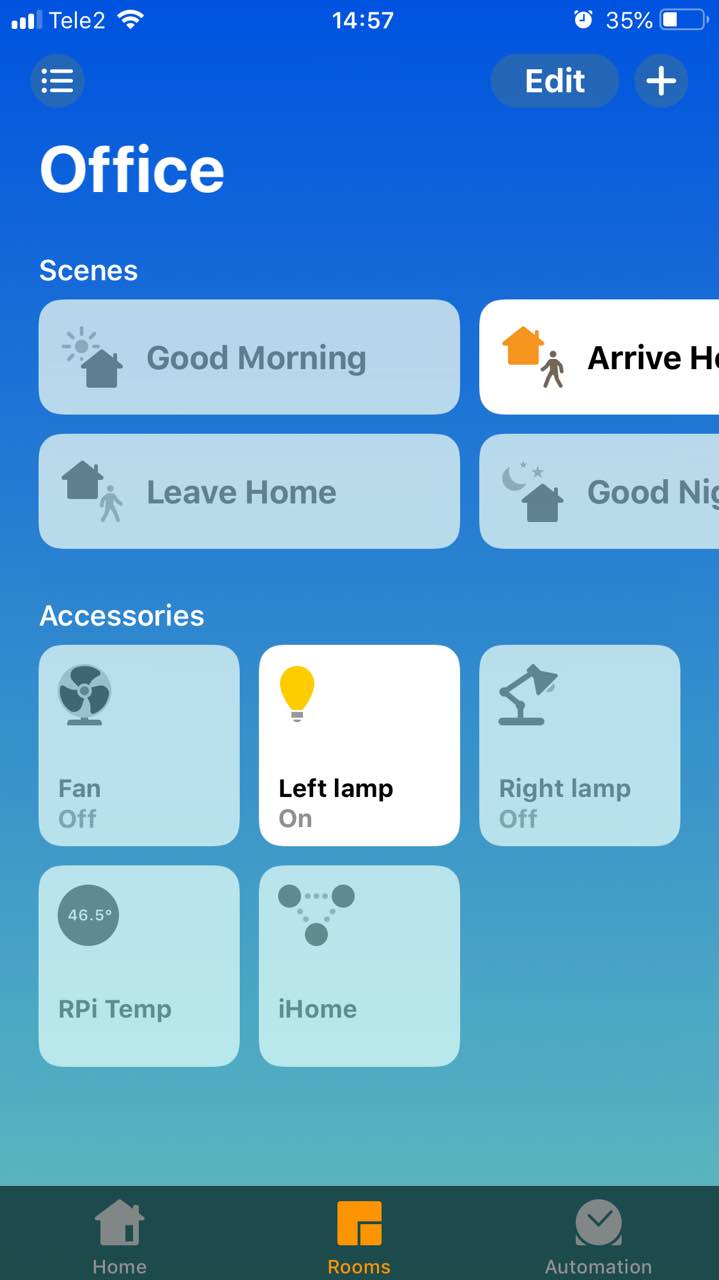 Tele2 14:57 35%
Edit
Office
Scenes
Good Morning
Arrive Ho
Leave Home
Good Nig
Accessories
Fan
Off
Left lamp
On
Right lamp
Off
46.5°
RPi Temp
iHome
Home Rooms Automation